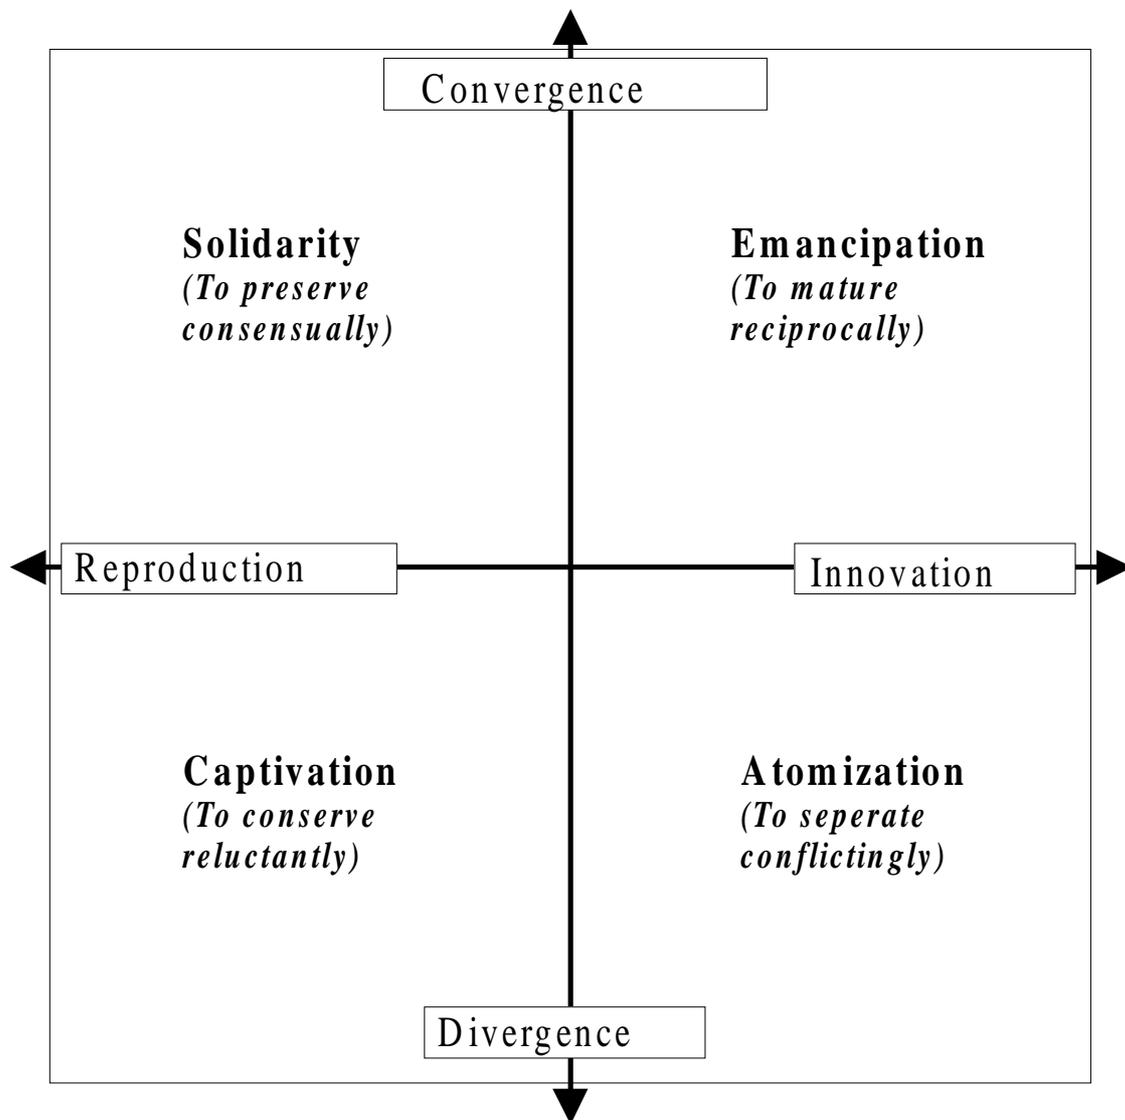 Convergence
Solidarity
(To preserve
consensually)
Emancipation
(To mature
reciprocally)
Reproduction
Innovation
Captivation
(To conserve
reluctantly)
Atomization
(To seperate
conflictingly)
Divergence